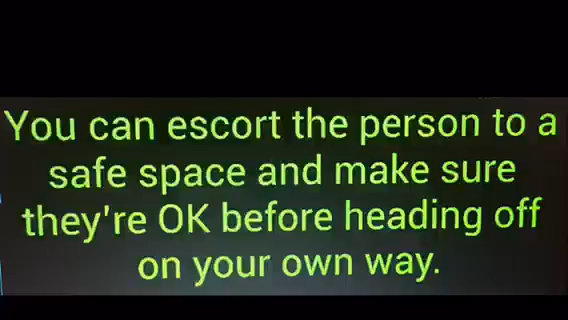 You can escort the person to a
safe space and make sure
they're OK before heading off
on your own way.